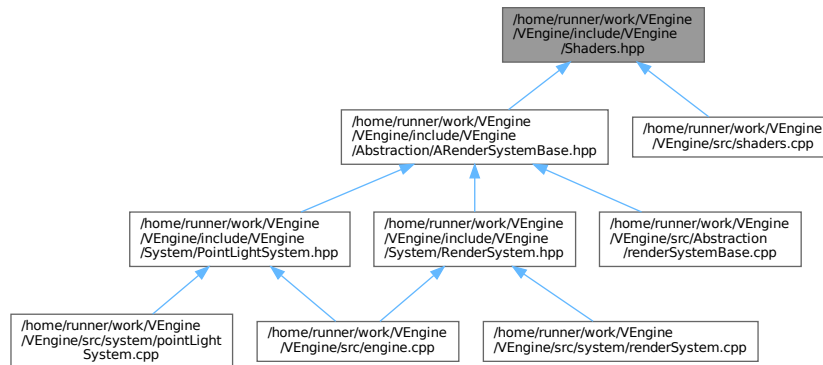 /home/runner/work/VEngine
/VEngine/include/VEngine
/Shaders.hpp
/home/runner/work/VEngine
/VEngine/include/VEngine
/Abstraction/ARenderSystemBase.hpp
/home/runner/work/VEngine
/VEngine/src/shaders.cpp
/home/runner/work/VEngine
/VEngine/include/VEngine
/System/PointLightSystem.hpp
/home/runner/work/VEngine
/VEngine/include/VEngine
/System/RenderSystem.hpp
/home/runner/work/VEngine
/VEngine/src/Abstraction
/renderSystemBase.cpp
/home/runner/work/VEngine
/VEngine/src/system/pointLight
System.cpp
/home/runner/work/VEngine
/VEngine/src/engine.cpp
/home/runner/work/VEngine
/VEngine/src/system/renderSystem.cpp